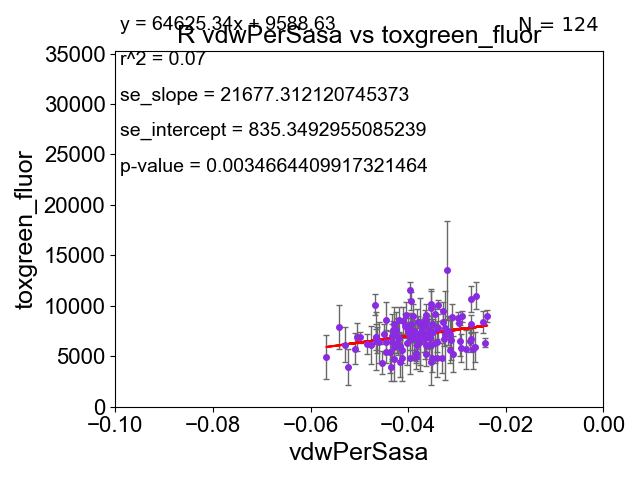 y = 64625.34x + 9588.63
N = 124
R vdwPerSasa vs toxgreen_fluor
r^2 = 0.07
se_slope = 21677.312120745373
se_intercept = 835.3492955085239
p-value = 0.0034664409917321464
35000
30000
25000
20000
15000
10000
5000
0
toxgreen_fluor
−0.10 −0.08 −0.06 −0.04 −0.02 0.00
vdwPerSasa